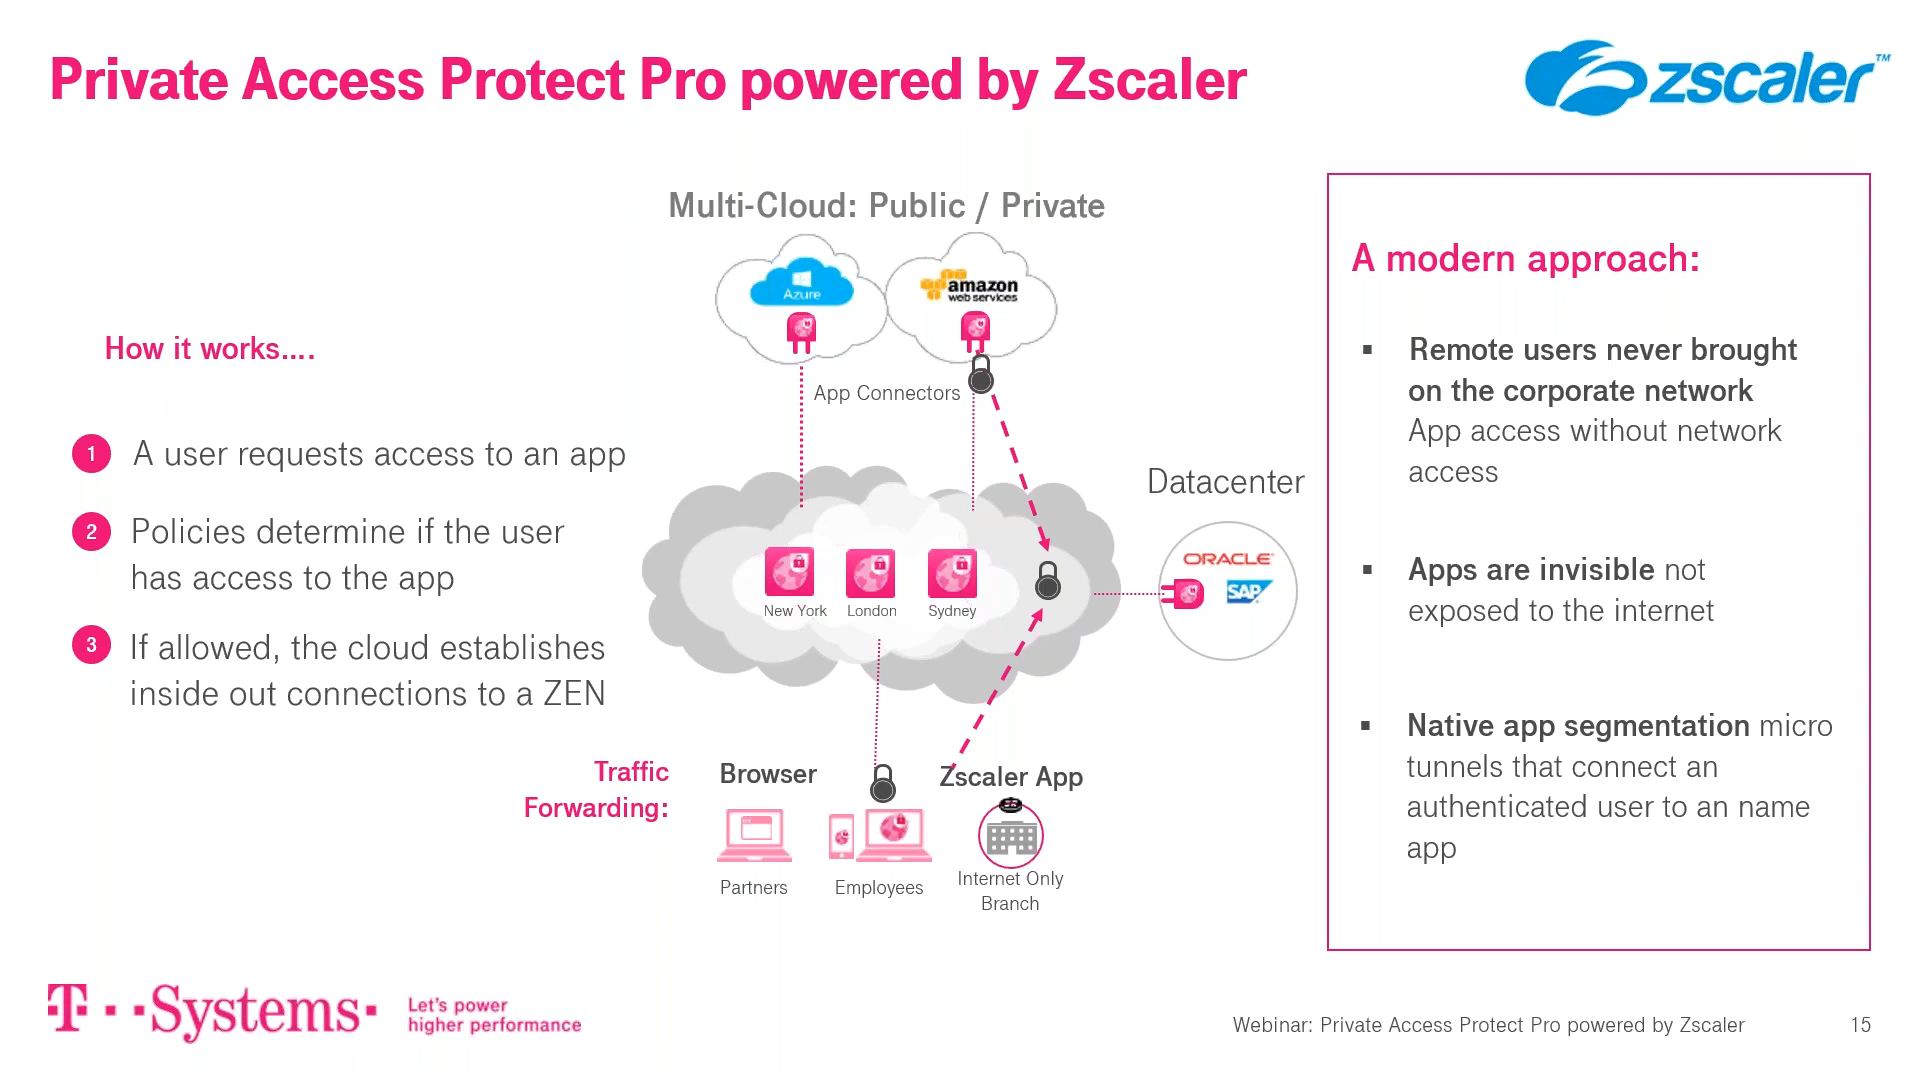 Private Access Protect Pro powered by Zscaler
zscaler™
Multi-Cloud: Public / Private
Azure
amazon
web services
App Connectors
How it works....
1 A user requests access to an app
2 Policies determine if the user
has access to the app
3 If allowed, the cloud establishes
inside out connections to a ZEN
New York
London
Sydney
Datacenter
ORACLE
SAP
Traffic
Forwarding:
Browser
Zscaler App
Partners
Employees
Internet Only
Branch
A modern approach:
▪ Remote users never brought
on the corporate network
App access without network
access
▪ Apps are invisible not
exposed to the internet
▪ Native app segmentation micro
tunnels that connect an
authenticated user to an name
app
T··Systems·
Let's power
higher performance
Webinar: Private Access Protect Pro powered by Zscaler
15